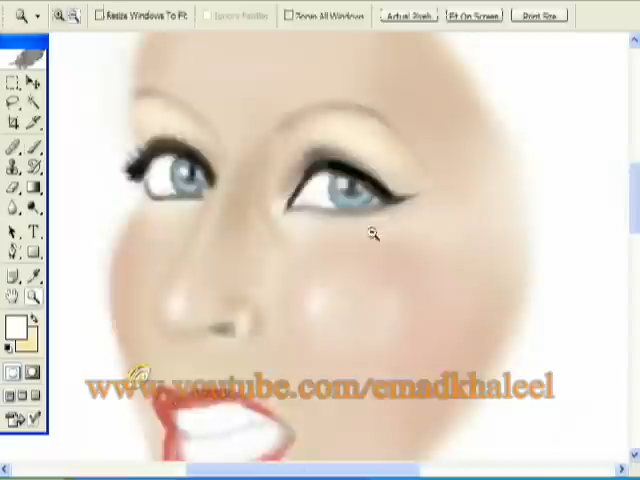 Resize Windows To Fit Ignore Palettes Zoom All Windows Actual Pixels Fit On Screen Print Size
www.youtube.com/emadkhaleel